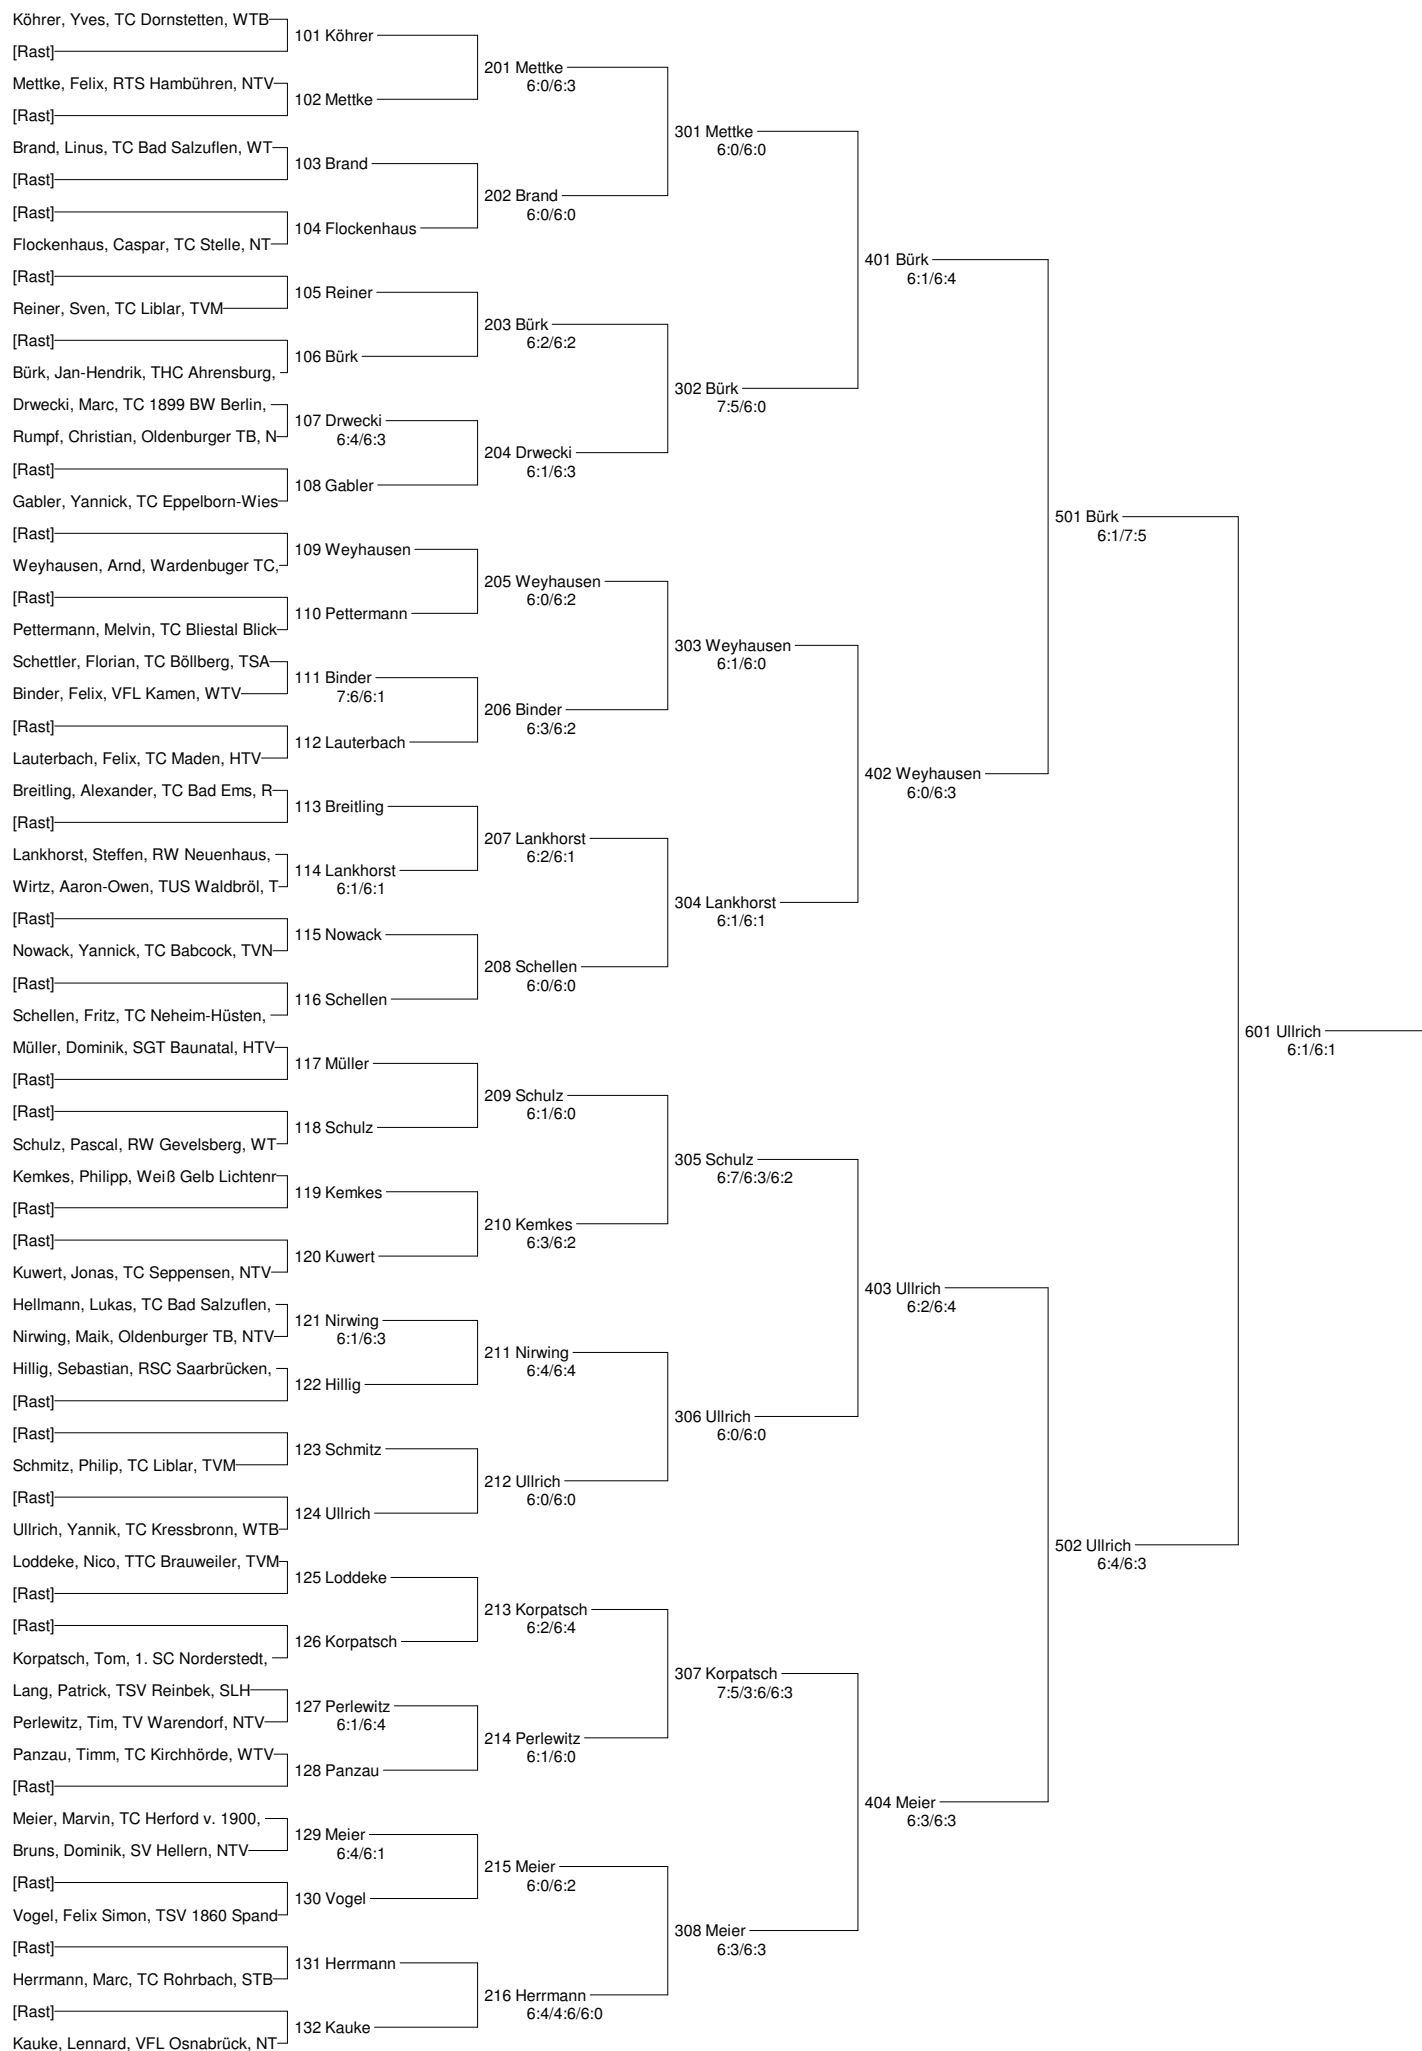 Köhrer, Yves, TC Dornstetten, WTB
[Rast]
Mettke, Felix, RTS Hambühren, NTV
[Rast]
Brand, Linus, TC Bad Salzuflen, WT
[Rast]
[Rast]
Flockenhaus, Caspar, TC Stelle, NT
[Rast]
Reiner, Sven, TC Liblar, TVM
[Rast]
Bürk, Jan-Hendrik, THC Ahrensburg,
Drwecki, Marc, TC 1899 BW Berlin,
Rumpf, Christian, Oldenburger TB, N
[Rast]
Gabler, Yannick, TC Eppelborn-Wies
[Rast]
Weyhausen, Arnd, Wardenbuger TC,
[Rast]
Pettermann, Melvin, TC Bliestal Blick
Schettler, Florian, TC Böllberg, TSA
Binder, Felix, VFL Kamen, WTV
[Rast]
Lauterbach, Felix, TC Maden, HTV
Breitling, Alexander, TC Bad Ems, R
[Rast]
Lankhorst, Steffen, RW Neuenhaus,
Wirtz, Aaron-Owen, TUS Waldbröl, T
[Rast]
Nowack, Yannick, TC Babcock, TVN
[Rast]
Schellen, Fritz, TC Neheim-Hüsten,
Müller, Dominik, SGT Baunatal, HTV
[Rast]
[Rast]
Schulz, Pascal, RW Gevelsberg, WT
Kemkes, Philipp, Weiß Gelb Lichtenr
[Rast]
[Rast]
Kuwert, Jonas, TC Seppensen, NTV
Hellmann, Lukas, TC Bad Salzuflen,
Nirwing, Maik, Oldenburger TB, NTV
Hillig, Sebastian, RSC Saarbrücken,
[Rast]
[Rast]
Schmitz, Philip, TC Liblar, TVM
[Rast]
Ullrich, Yannik, TC Kressbronn, WTB
Loddeke, Nico, TTC Brauweiler, TVM
[Rast]
[Rast]
Korpatsch, Tom, 1. SC Norderstedt,
Lang, Patrick, TSV Reinbek, SLH
Perlewitz, Tim, TV Warendorf, NTV
Panzau, Timm, TC Kirchhörde, WTV
[Rast]
Meier, Marvin, TC Herford v. 1900,
Bruns, Dominik, SV Hellern, NTV
[Rast]
Vogel, Felix Simon, TSV 1860 Spand
[Rast]
Herrmann, Marc, TC Rohrbach, STB
[Rast]
Kauke, Lennard, VFL Osnabrück, NT
101 Köhrer
102 Mettke
103 Brand
104 Flockenhaus
105 Reiner
106 Bürk
107 Drwecki
6:4/6:3
108 Gabler
109 Weyhausen
110 Pettermann
111 Binder
7:6/6:1
112 Lauterbach
113 Breitling
114 Lankhorst
6:1/6:1
115 Nowack
116 Schellen
117 Müller
118 Schulz
119 Kemkes
120 Kuwert
121 Nirwing
6:1/6:3
122 Hillig
123 Schmitz
124 Ullrich
125 Loddeke
126 Korpatsch
127 Perlewitz
6:1/6:4
128 Panzau
129 Meier
6:4/6:1
130 Vogel
131 Herrmann
132 Kauke
201 Mettke
6:0/6:3
202 Brand
6:0/6:0
203 Bürk
6:2/6:2
204 Drwecki
6:1/6:3
205 Weyhausen
6:0/6:2
206 Binder
6:3/6:2
207 Lankhorst
6:2/6:1
208 Schellen
6:0/6:0
209 Schulz
6:1/6:0
210 Kemkes
6:3/6:2
211 Nirwing
6:4/6:4
212 Ullrich
6:0/6:0
213 Korpatsch
6:2/6:4
214 Perlewitz
6:1/6:0
215 Meier
6:0/6:2
216 Herrmann
6:4/4:6/6:0
301 Mettke
6:0/6:0
302 Bürk
7:5/6:0
303 Weyhausen
6:1/6:0
304 Lankhorst
6:1/6:1
305 Schulz
6:7/6:3/6:2
306 Ullrich
6:0/6:0
307 Korpatsch
7:5/3:6/6:3
308 Meier
6:3/6:3
401 Bürk
6:1/6:4
402 Weyhausen
6:0/6:3
403 Ullrich
6:2/6:4
404 Meier
6:3/6:3
501 Bürk
6:1/7:5
502 Ullrich
6:4/6:3
601 Ullrich
6:1/6:1